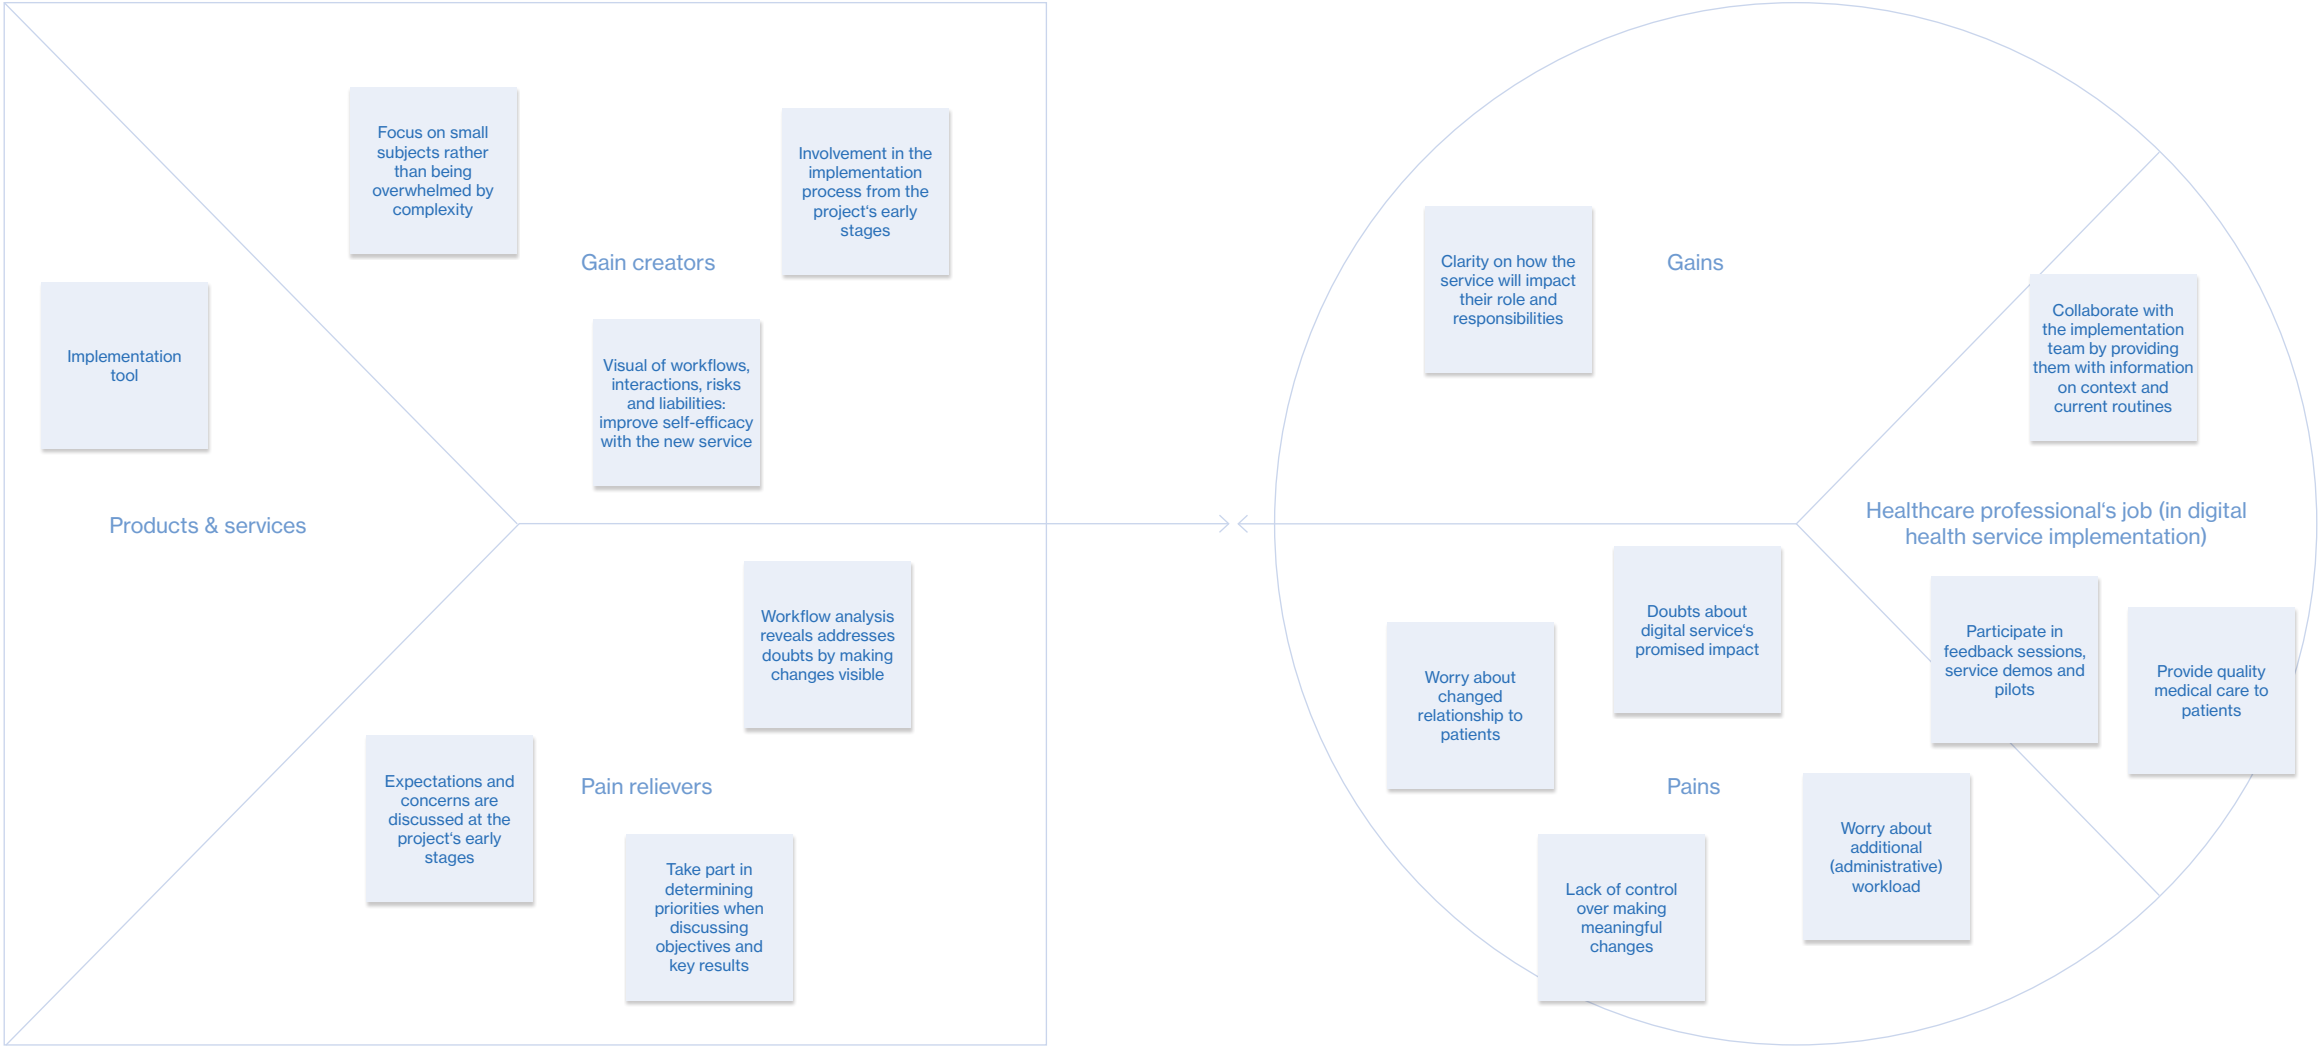 Focus on small
subjects rather
than being
overwhelmed by
complexity
Involvement in the
implementation
process from the
project‘s early
stages
Gain creators
Implementation
tool
Visual of workflows,
interactions, risks
and liabilities:
improve self-efficacy
with the new service
Products & services
Workflow analysis
reveals addresses
doubts by making
changes visible
Expectations and
concerns are
discussed at the
project‘s early
stages
Pain relievers
Take part in
determining
priorities when
discussing
objectives and
key results
Clarity on how the
service will impact
their role and
responsibilities
Gains
Collaborate with
the implementation
team by providing
them with information
on context and
current routines
Healthcare professional‘s job (in digital
health service implementation)
Doubts about
digital service‘s
promised impact
Worry about
changed
relationship to
patients
Participate in
feedback sessions,
service demos and
pilots
Provide quality
medical care to
patients
Pains
Worry about
additional
(administrative)
workload
Lack of control
over making
meaningful
changes